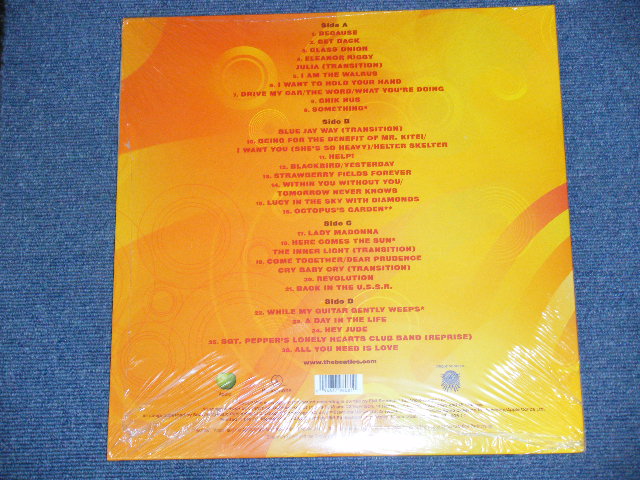 Side A
1. BECAUSE
2. GET BACK
3. GLASS ONION
4. ELEANOR RIGBY
JULIA (TRANSITION)
5. I AM THE WALRUS
6. I WANT TO HOLD YOUR HAND
7. DRIVE MY CAR/THE WORD/WHAT YOU'RE DOING
8. GNIK NUS
9. SOMETHING*
Side B
BLUE JAY WAY (TRANSITION)
10. BEING FOR THE BENEFIT OF MR. KITE!/
I WANT YOU (SHE'S SO HEAVY)/HELTER SKELTER
11. HELP!
12. BLACKBIRD/YESTERDAY
13. STRAWBERRY FIELDS FOREVER
14. WITHIN YOU WITHOUT YOU/
TOMORROW NEVER KNOWS
15. LUCY IN THE SKY WITH DIAMONDS
16. OCTOPUS'S GARDEN**
Side C
17. LADY MADONNA
18. HERE COMES THE SUN*
THE INNER LIGHT (TRANSITION)
19. COME TOGETHER/DEAR PRUDENCE
CRY BABY CRY (TRANSITION)
20. REVOLUTION
21. BACK IN THE U.S.S.R.
Side D
22. WHILE MY GUITAR GENTLY WEEPS*
23. A DAY IN THE LIFE
24. HEY JUDE
25. SGT. PEPPER'S LONELY HEARTS CLUB BAND (REPRISE)
26. ALL YOU NEED IS LOVE
www.thebeatles.com